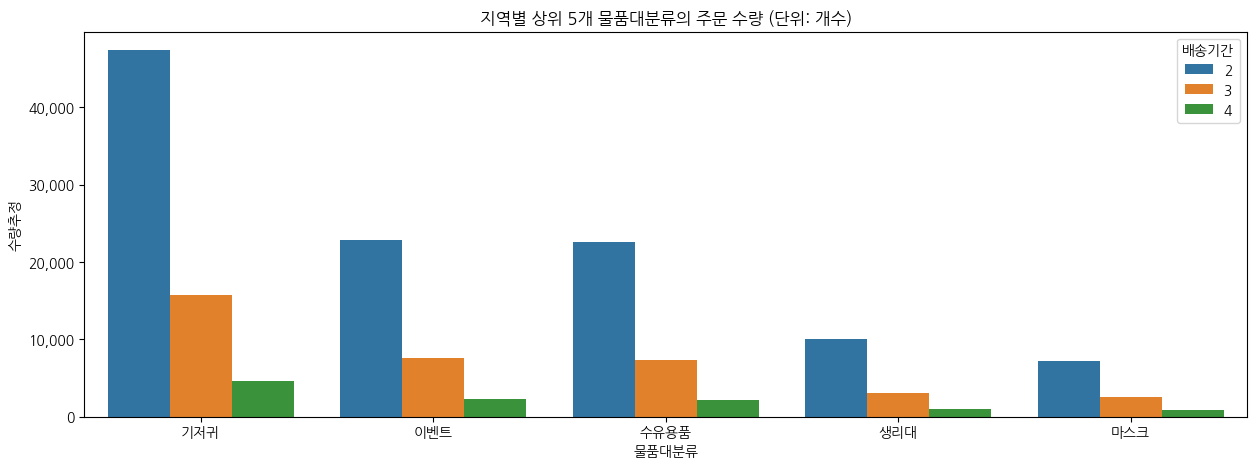 지역별 상위 5개 물품대분류의 주문 수량 (단위: 개수)
배송기간
2
3
4
수량추정
40,000
30,000
20,000
10,000
0
기저귀 이벤트 수유용품 생리대 마스크
물품대분류